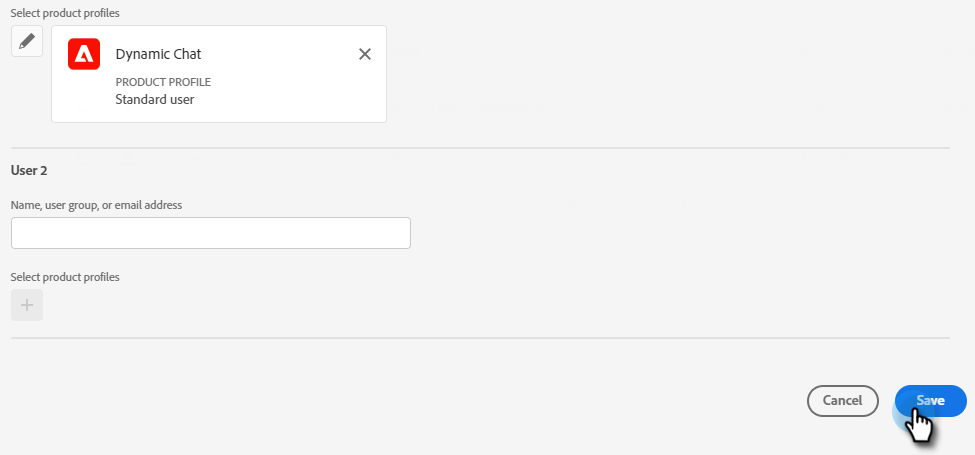 Select product profiles
Dynamic Chat
PRODUCT PROFILE
Standard user
User 2
Name, user group, or email address
Select product profiles
Cancel
Save